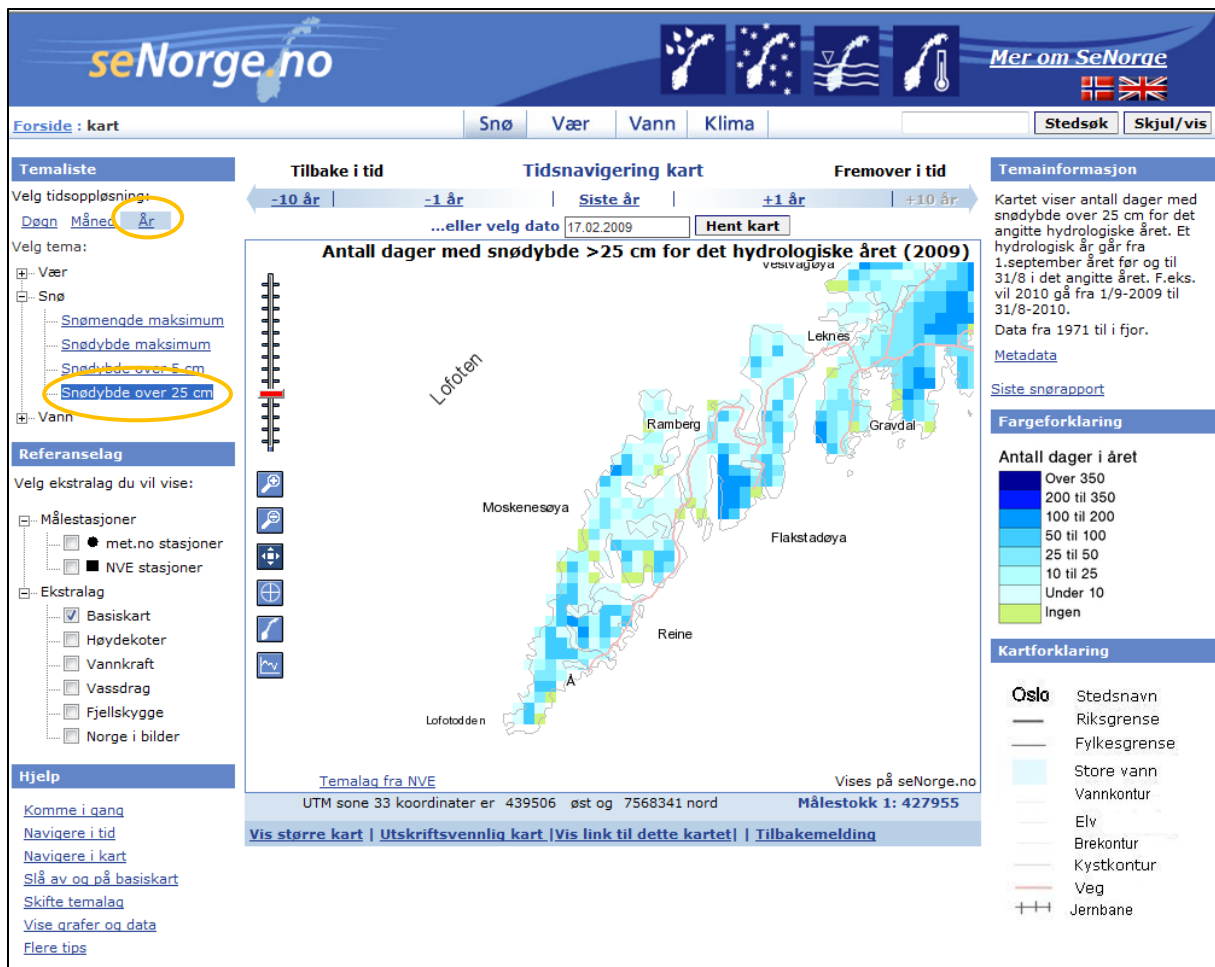 seNorge.no
Mer om SeNorge
Forside : kart
Snø Vær Vann Klima
Stedsøk Skjul/vis
Temaliste
Velg tidsoppløsning:
Døgn Måned År
Velg tema:
Vær
Snø
Snømengde maksimum
Snødybde maksimum
Snødybde over 5 cm
Snødybde over 25 cm
Vann
Referanselag
Velg ekstralag du vil vise:
Målestasjoner
met.no stasjoner
NVE stasjoner
Ekstralag
Basiskart
Høydekoter
Vannkraft
Vassdrag
Fjellskygge
Norge i bilder
Hjelp
Komme i gang
Navigere i tid
Navigere i kart
Slå av og på basiskart
Skifte temalag
Vise grafer og data
Flere tips
Tilbake i tid Tidsnavigering kart Fremover i tid
-10 år | -1 år | Siste år | +1 år | +10 år
...eller velg dato 17.02.2009 Hent kart
Antall dager med snødybde >25 cm for det hydrologiske året (2009)
Vestvågøya
Leknes
Lofoten
Ramberg
Gravdal
Moskenesøya
Flakstadøya
Reine
Å
Lofotodden
Temalag fra NVE
Vises på seNorge.no
UTM sone 33 koordinater er 439506 øst og 7568341 nord Målestokk 1: 427955
Vis større kart | Utskriftsvennlig kart |Vis link til dette kartet| | Tilbakemelding
Temainformasjon
Kartet viser antall dager med
snødybde over 25 cm for det
angitte hydrologiske året. Et
hydrologisk år går fra
1.september året før og til
31/8 i det angitte året. F.eks.
vil 2010 gå fra 1/9-2009 til
31/8-2010.
Data fra 1971 til i fjor.
Metadata
Siste snørapport
Fargeforklaring
Antall dager i året
Over 350
200 til 350
100 til 200
50 til 100
25 til 50
10 til 25
Under 10
Ingen
Kartforklaring
Oslo Stedsnavn
Riksgrense
Fylkesgrense
Store vann
Vannkontur
Elv
Brekontur
Kystkontur
Veg
Jernbane